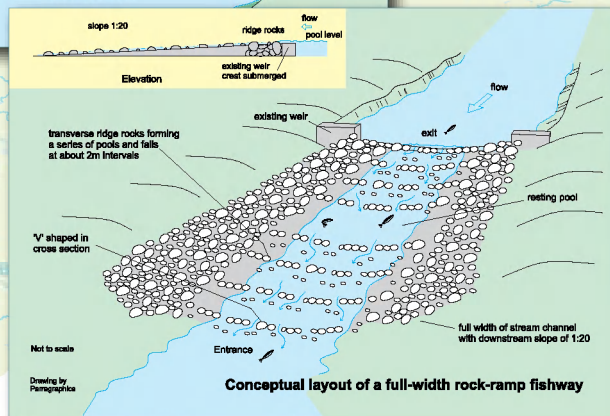 slope 1:20
ridge rocks
flow
pool level
existing weir
crest submerged
Elevation
flow
existing weir
exit
transverse ridge rocks forming
a series of pools and falls
at about 2m intervals
resting pool
'V' shaped in
cross section
full width of stream channel
with downstream slope of 1:20
Not to scale
Entrance
Drawing by
Parragraphics
Conceptual layout of a full-width rock-ramp fishway